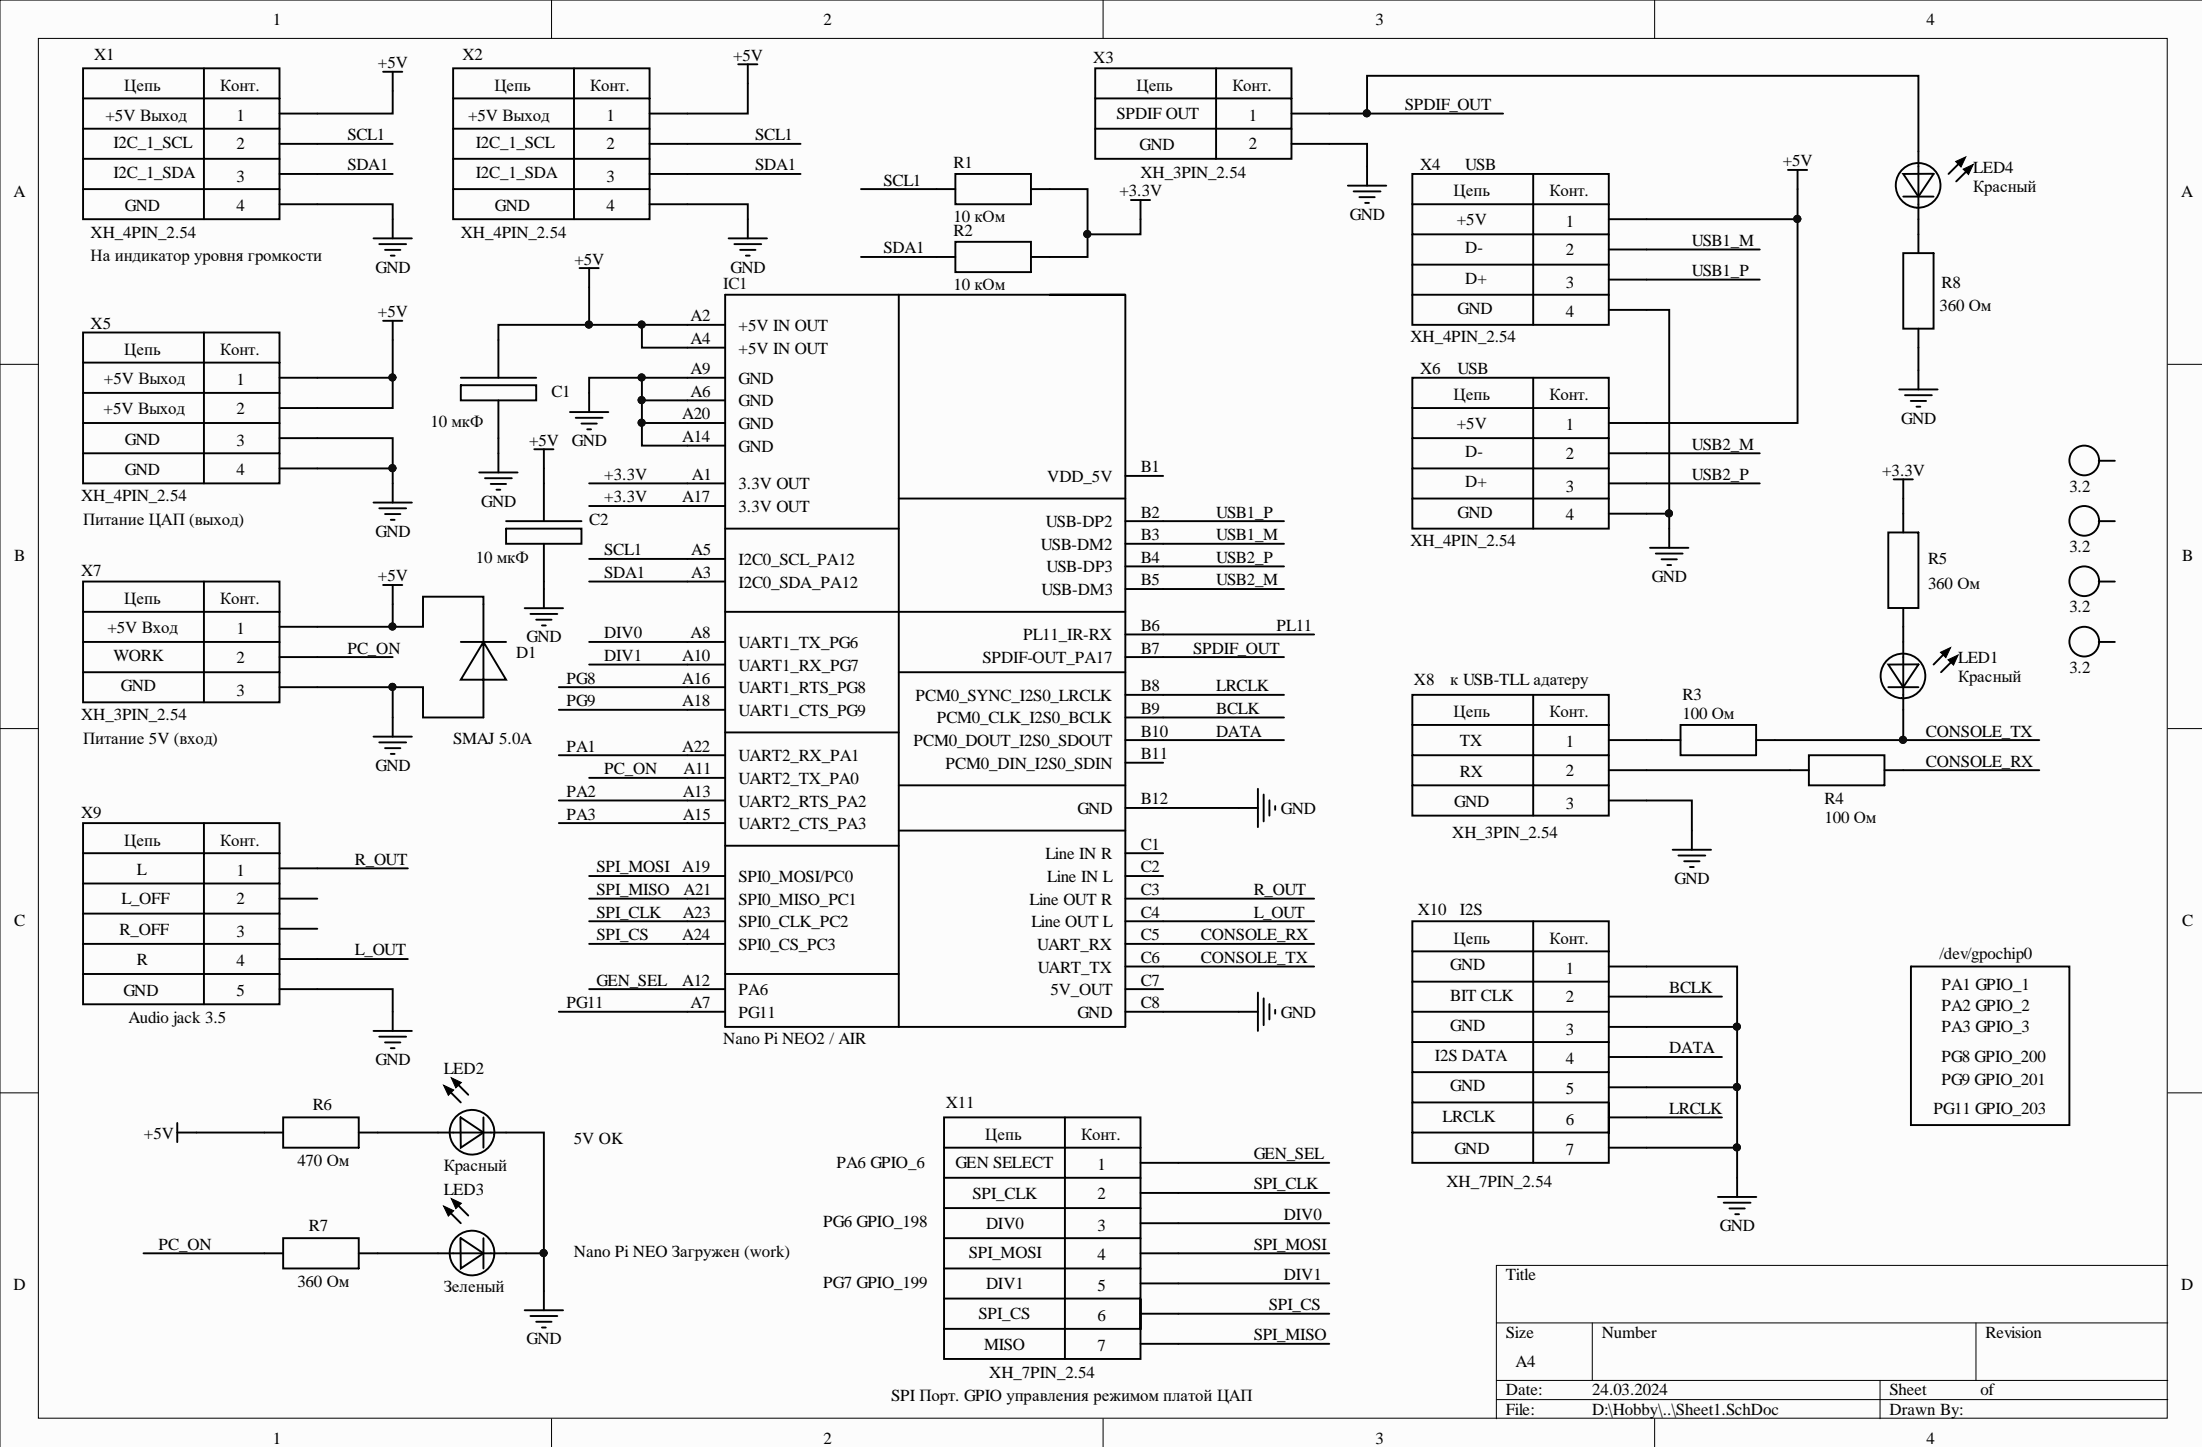 1 2 3 4
A
B
C
D
X1
Цепь Конт.
+5V Выход 1
I2C_1_SCL 2
I2C_1_SDA 3
GND 4
+5V
SCL1
SDA1
GND
XH_4PIN_2.54
На индикатор уровня громкости
X2
Цепь Конт.
+5V Выход 1
I2C_1_SCL 2
I2C_1_SDA 3
GND 4
+5V
SCL1
SDA1
GND
XH_4PIN_2.54
X3
Цепь Конт.
SPDIF OUT 1
GND 2
SPDIF_OUT
XH_3PIN_2.54
GND
SCL1
R1
10 кОм
SDA1
R2
10 кОм
+3.3V
X4 USB
Цепь Конт.
+5V 1
D- 2
D+ 3
GND 4
+5V
USB1_M
USB1_P
XH_4PIN_2.54
LED4
Красный
R8
360 Ом
GND
X5
Цепь Конт.
+5V Выход 1
+5V Выход 2
GND 3
GND 4
+5V
GND
XH_4PIN_2.54
Питание ЦАП (выход)
X6 USB
Цепь Конт.
+5V 1
D- 2
D+ 3
GND 4
USB2_M
USB2_P
XH_4PIN_2.54
GND
X7
Цепь Конт.
+5V Вход 1
WORK 2
GND 3
+5V
PC_ON
GND
XH_3PIN_2.54
Питание 5V (вход)
D1
SMAJ 5.0A
+5V
C1
10 мкФ
GND
GND
+5V
C2
10 мкФ
GND
IC1
A2 +5V IN OUT
A4 +5V IN OUT
A9 GND
A6 GND
A20 GND
A14 GND
+3.3V A1 3.3V OUT
+3.3V A17 3.3V OUT
SCL1 A5 I2C0_SCL_PA12
SDA1 A3 I2C0_SDA_PA12
DIV0 A8 UART1_TX_PG6
DIV1 A10 UART1_RX_PG7
PG8 A16 UART1_RTS_PG8
PG9 A18 UART1_CTS_PG9
PA1 A22 UART2_RX_PA1
PC_ON A11 UART2_TX_PA0
PA2 A13 UART2_RTS_PA2
PA3 A15 UART2_CTS_PA3
SPI_MOSI A19 SPI0_MOSI/PC0
SPI_MISO A21 SPI0_MISO_PC1
SPI_CLK A23 SPI0_CLK_PC2
SPI_CS A24 SPI0_CS_PC3
GEN_SEL A12 PA6
PG11 A7 PG11
VDD_5V B1
USB-DP2 B2 USB1_P
USB-DM2 B3 USB1_M
USB-DP3 B4 USB2_P
USB-DM3 B5 USB2_M
PL11_IR-RX B6 PL11
SPDIF-OUT_PA17 B7 SPDIF_OUT
PCM0_SYNC_I2S0_LRCLK B8 LRCLK
PCM0_CLK_I2S0_BCLK B9 BCLK
PCM0_DOUT_I2S0_SDOUT B10 DATA
PCM0_DIN_I2S0_SDIN B11
GND B12 GND
Line IN R C1
Line IN L C2
Line OUT R C3 R_OUT
Line OUT L C4 L_OUT
UART_RX C5 CONSOLE_RX
UART_TX C6 CONSOLE_TX
5V_OUT C7
GND C8 GND
Nano Pi NEO2 / AIR
+3.3V
R5
360 Ом
LED1
Красный
3.2
3.2
3.2
3.2
X8 к USB-TLL адатеру
Цепь Конт.
TX 1
RX 2
GND 3
R3
100 Ом
CONSOLE_TX
CONSOLE_RX
R4
100 Ом
XH_3PIN_2.54
GND
X9
Цепь Конт.
L 1
L_OFF 2
R_OFF 3
R 4
GND 5
R_OUT
L_OUT
Audio jack 3.5
GND
X10 I2S
Цепь Конт.
GND 1
BIT CLK 2
GND 3
I2S DATA 4
GND 5
LRCLK 6
GND 7
BCLK
DATA
LRCLK
XH_7PIN_2.54
GND
/dev/gpochip0
PA1 GPIO_1
PA2 GPIO_2
PA3 GPIO_3
PG8 GPIO_200
PG9 GPIO_201
PG11 GPIO_203
+5V
R6
470 Ом
LED2
Красный
5V OK
PC_ON
R7
360 Ом
LED3
Зеленый
Nano Pi NEO Загружен (work)
GND
X11
Цепь Конт.
PA6 GPIO_6 GEN SELECT 1 GEN_SEL
SPI_CLK 2 SPI_CLK
PG6 GPIO_198 DIV0 3 DIV0
SPI_MOSI 4 SPI_MOSI
PG7 GPIO_199 DIV1 5 DIV1
SPI_CS 6 SPI_CS
MISO 7 SPI_MISO
XH_7PIN_2.54
SPI Порт. GPIO управления режимом платой ЦАП
Title
Size Number Revision
A4
Date: 24.03.2024 Sheet of
File: D:\Hobby\..\Sheet1.SchDoc Drawn By:
A
B
C
D
1 2 3 4